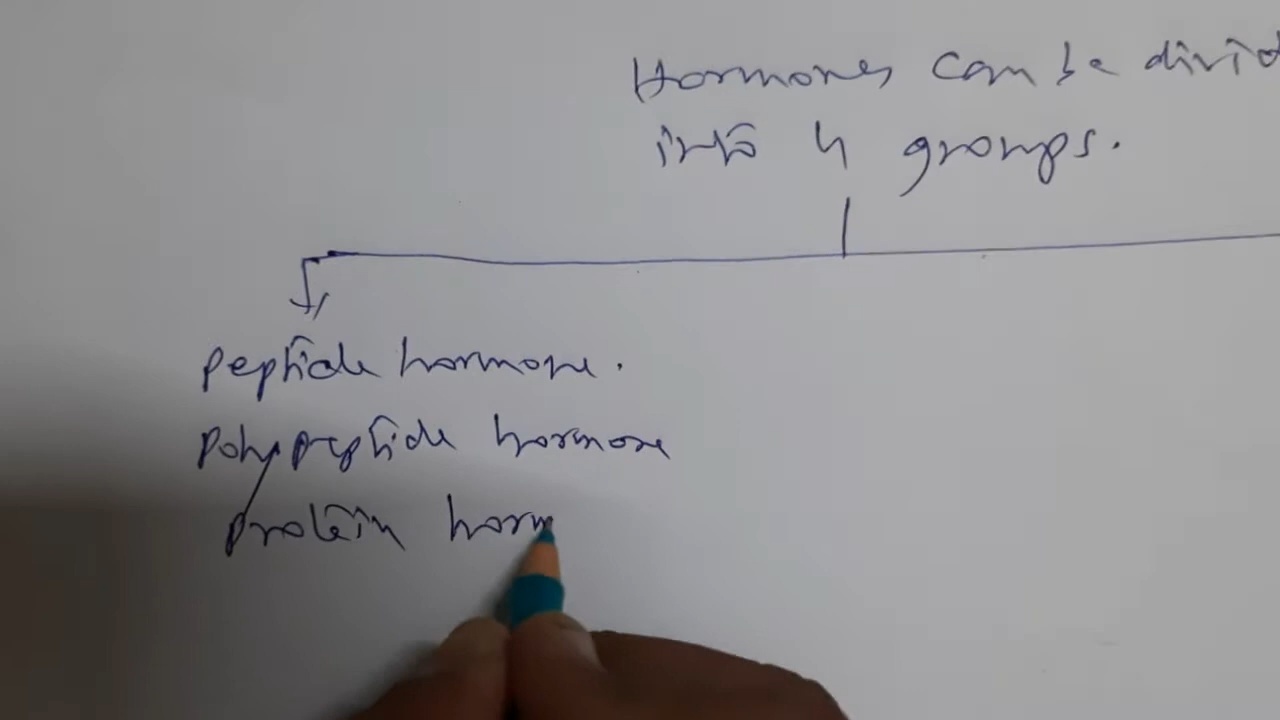 Hormones can be divid
into 4 groups.
peptide hormone.
polypeptide hormone
protein horm